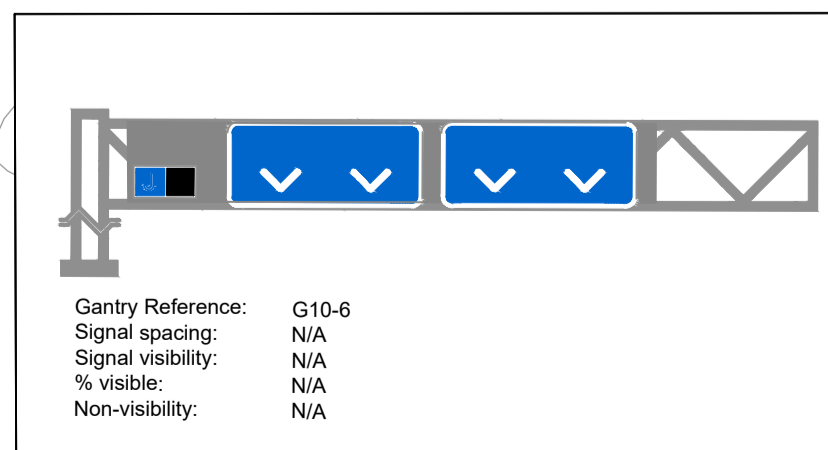 Gantry Reference: G10-6
Signal spacing: N/A
Signal visibility: N/A
% visible: N/A
Non-visibility: N/A